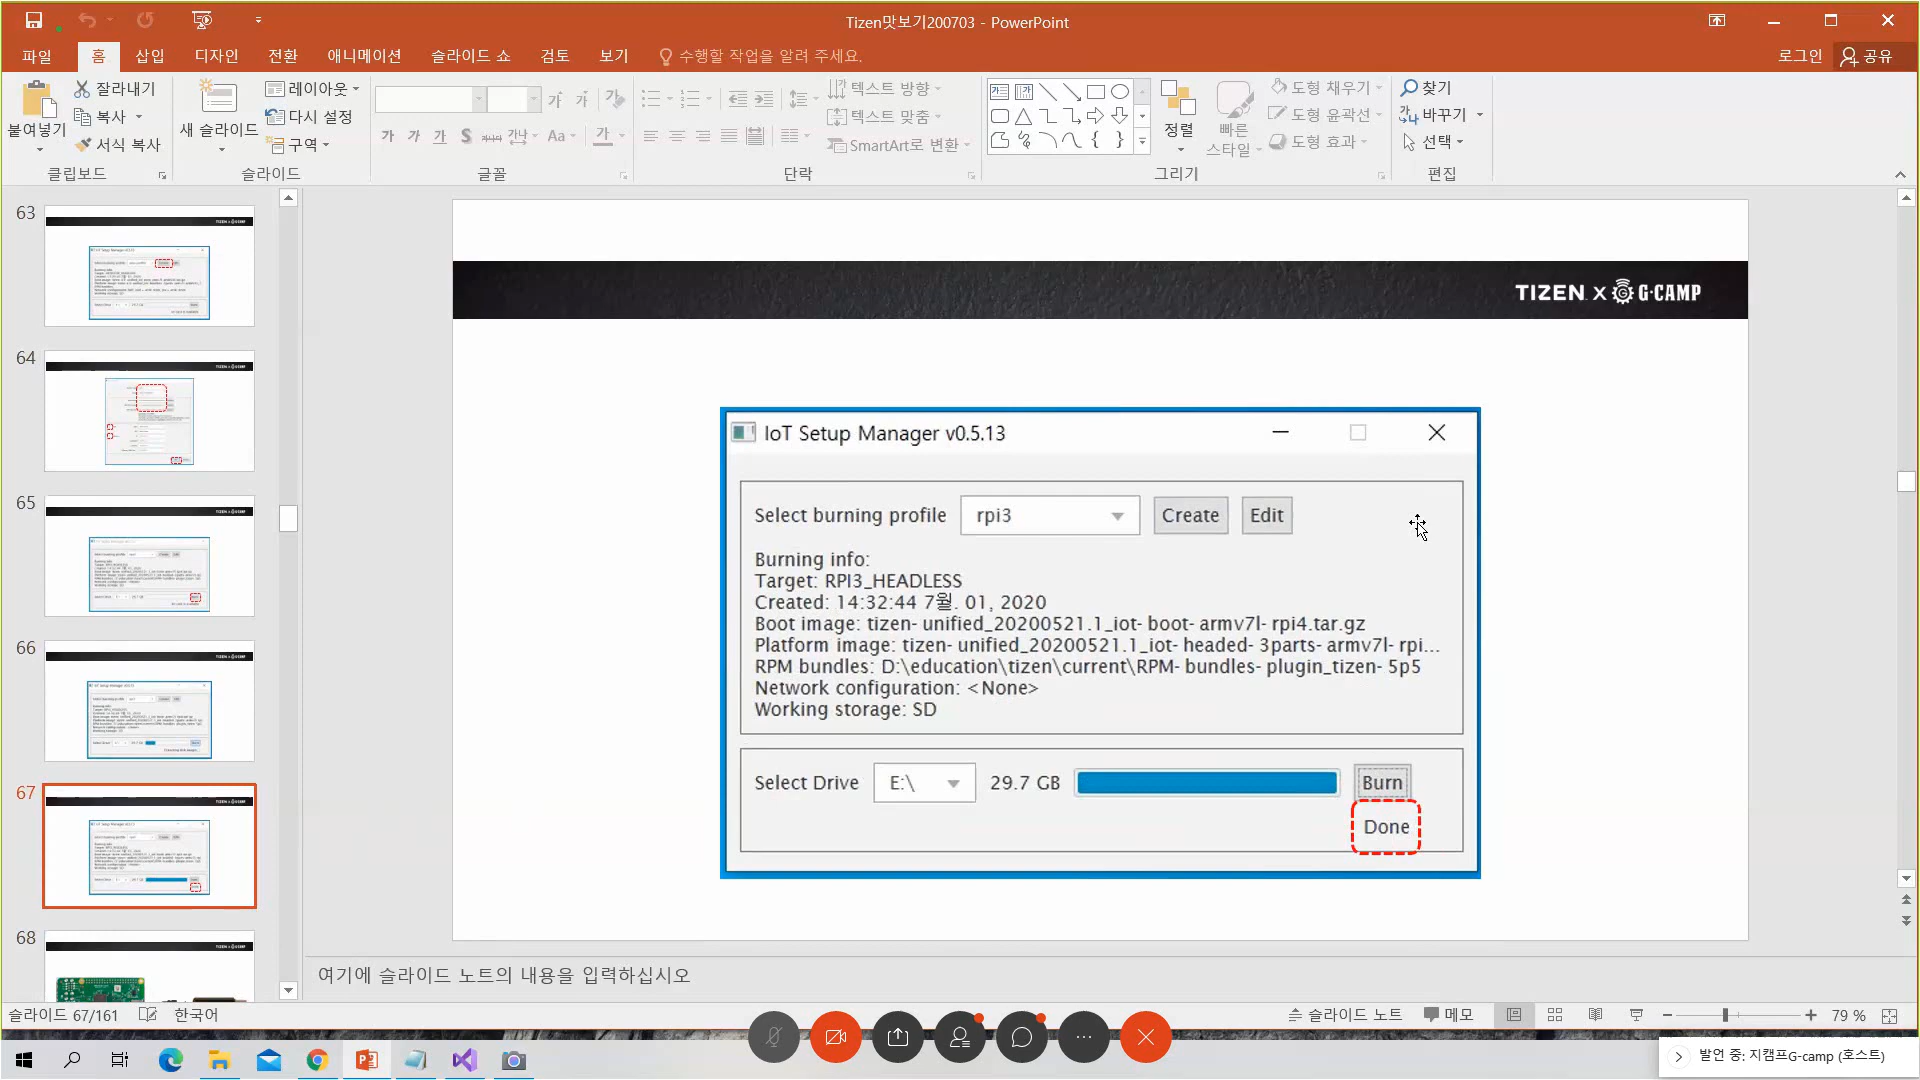 Tizen맛보기200703 - PowerPoint
파일 홈 삽입 디자인 전환 애니메이션 슬라이드 쇼 검토 보기 수행할 작업을 알려 주세요. 로그인 공유
붙여넣기 잘라내기 복사 서식 복사
클립보드
새 슬라이드 레이아웃 다시 설정 구역
슬라이드
가 가 가 가 가 S 간 Aa 가
글꼴
텍스트 방향
텍스트 맞춤
SmartArt로 변환
단락
정렬 빠른 스타일
도형 채우기
도형 윤곽선
도형 효과
그리기
찾기
바꾸기
선택
편집
63
64
65
66
67
68
TIZEN X G·CAMP
IoT Setup Manager v0.5.13
Select burning profile rpi3 Create Edit
Burning info:
Target: RPI3_HEADLESS
Created: 14:32:44 7월. 01, 2020
Boot image: tizen- unified_20200521.1_iot- boot- armv7l- rpi4.tar.gz
Platform image: tizen- unified_20200521.1_iot- headed- 3parts- armv7l- rpi...
RPM bundles: D:\education\tizen\current\RPM- bundles- plugin_tizen- 5p5
Network configuration: <None>
Working storage: SD
Select Drive E:\ 29.7 GB Burn
Done
여기에 슬라이드 노트의 내용을 입력하십시오
슬라이드 67/161 한국어 슬라이드 노트 메모 79 %
발언 중: 지캠프G-camp (호스트)